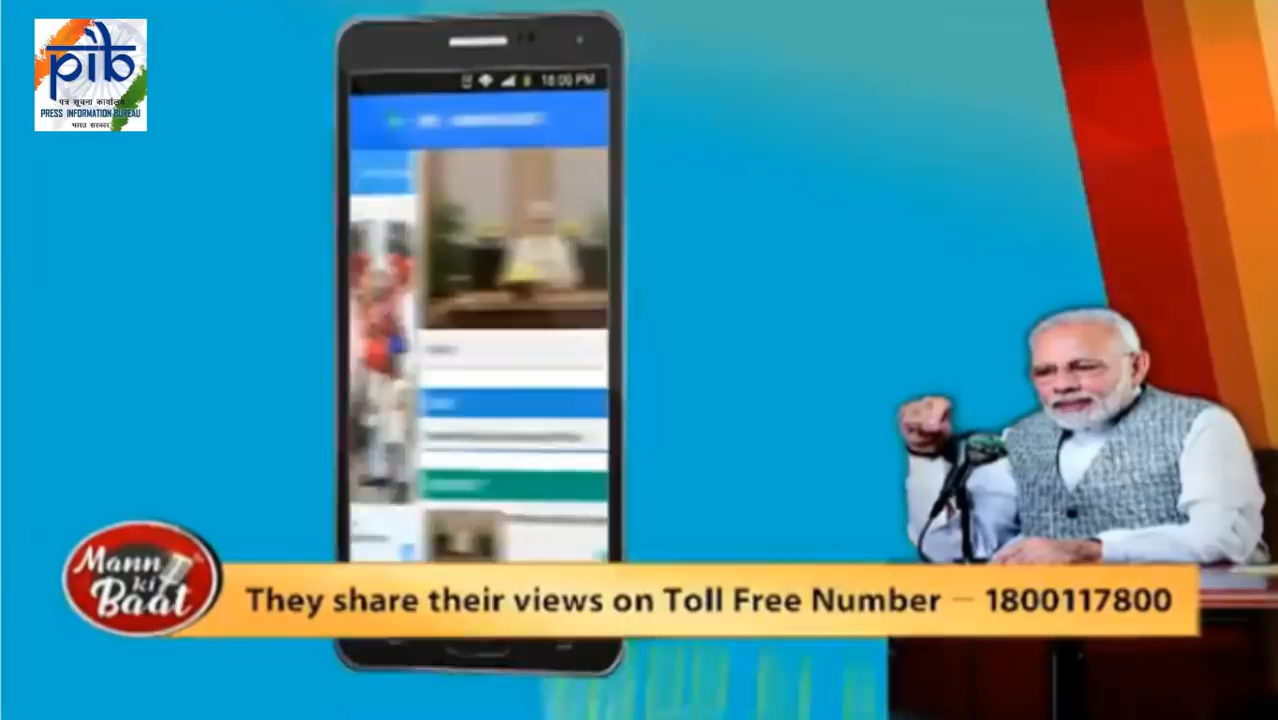 pib
पत्र सूचना कार्यालय
PRESS INFORMATION BUREAU
भारत सरकार
18:00 PM
Mann
ki
Baat
They share their views on Toll Free Number – 1800117800